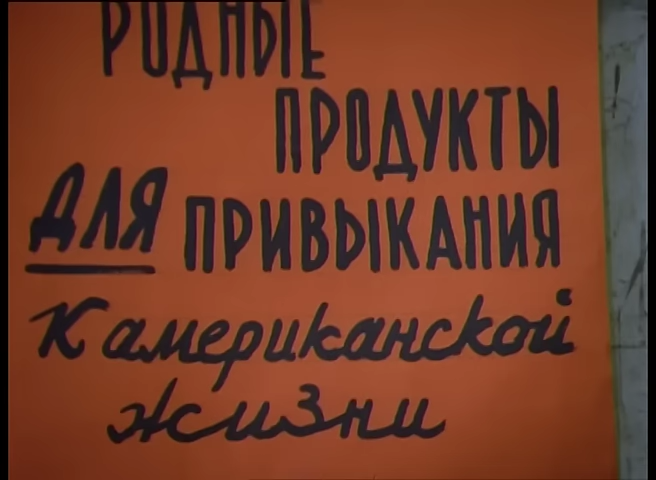 РОДНЫЕ
ПРОДУКТЫ
ДЛЯ ПРИВЫКАНИЯ
К американской
жизни